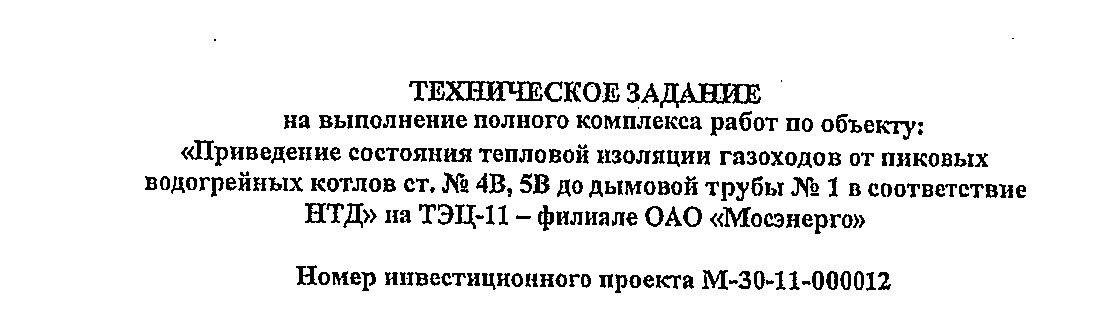 ТЕХНИЧЕСКОЕ ЗАДАНИЕ
на выполнение полного комплекса работ по объекту:
«Приведение состояния тепловой изоляции газоходов от пиковых
водогрейных котлов ст. № 4В, 5В до дымовой трубы № 1 в соответствие
НТД» на ТЭЦ-11 – филиале ОАО «Мосэнерго»
Номер инвестиционного проекта М-30-11-000012